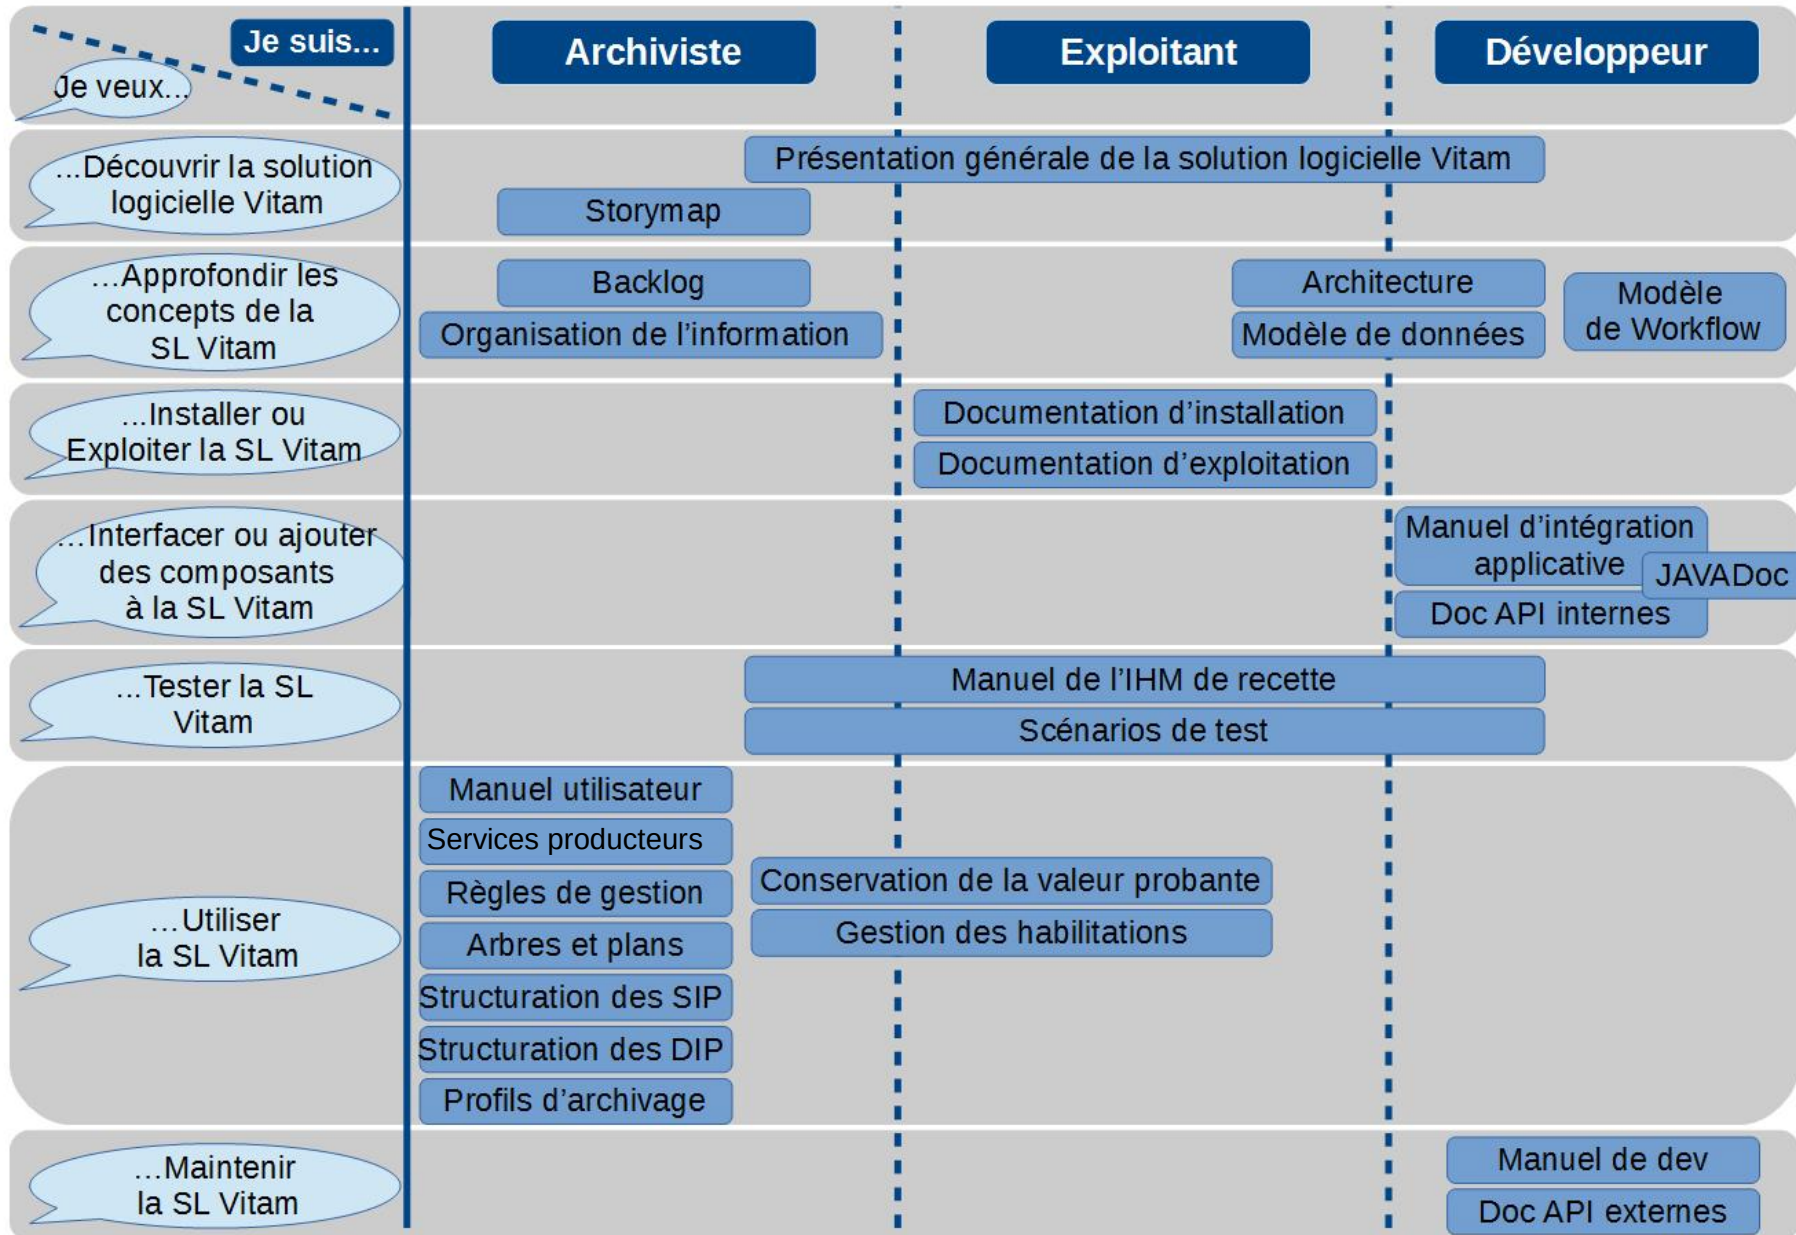 Je suis...
Je veux...
Archiviste
Exploitant
Développeur
...Découvrir la solution
logicielle Vitam
Présentation générale de la solution logicielle Vitam
Storymap
...Approfondir les
concepts de la
SL Vitam
Backlog
Organisation de l'information
Architecture
Modèle de données
Modèle
de Workflow
...Installer ou
Exploiter la SL Vitam
Documentation d'installation
Documentation d'exploitation
...Interfacer ou ajouter
des composants
à la SL Vitam
Manuel d'intégration
applicative
JAVADoc
Doc API internes
...Tester la SL
Vitam
Manuel de l'IHM de recette
Scénarios de test
...Utiliser
la SL Vitam
Manuel utilisateur
Services producteurs
Règles de gestion
Arbres et plans
Structuration des SIP
Structuration des DIP
Profils d'archivage
Conservation de la valeur probante
Gestion des habilitations
...Maintenir
la SL Vitam
Manuel de dev
Doc API externes